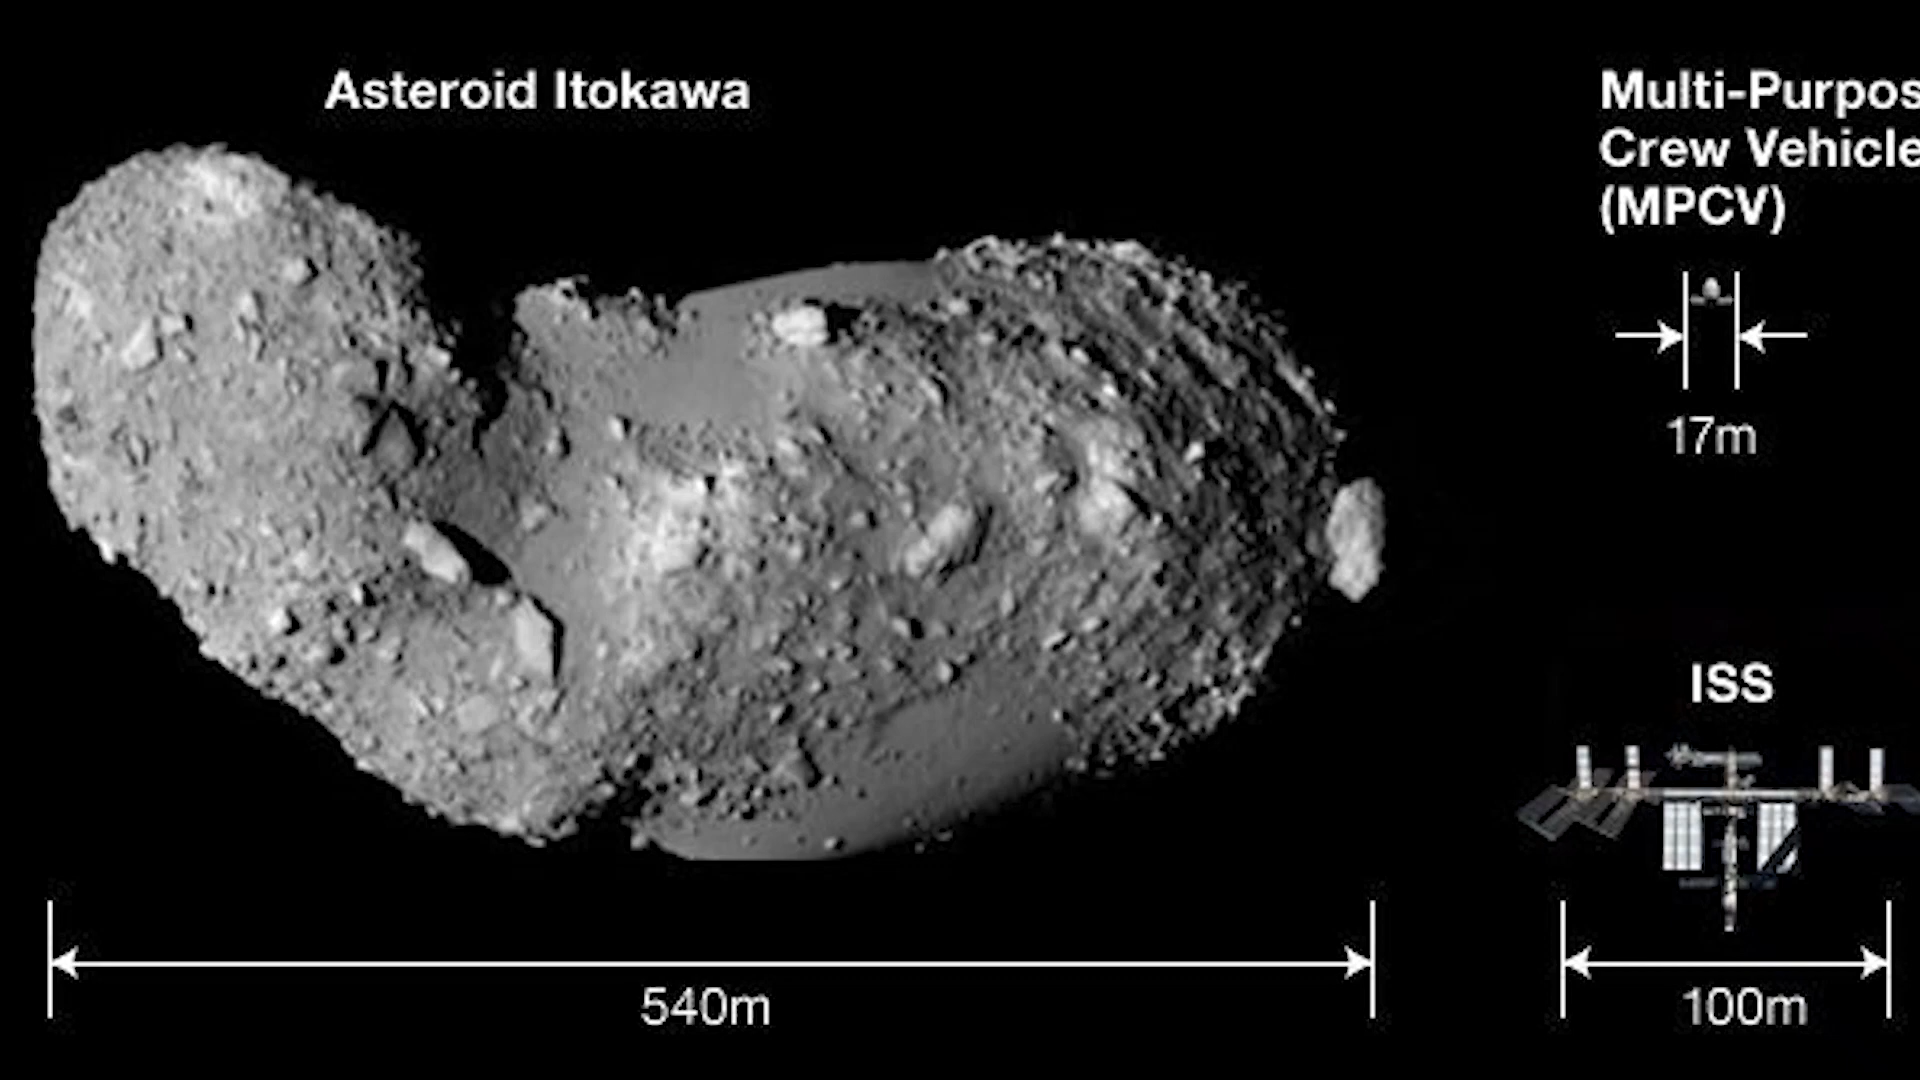 Asteroid Itokawa
Multi-Purpos
Crew Vehicle
(MPCV)
17m
ISS
540m
100m